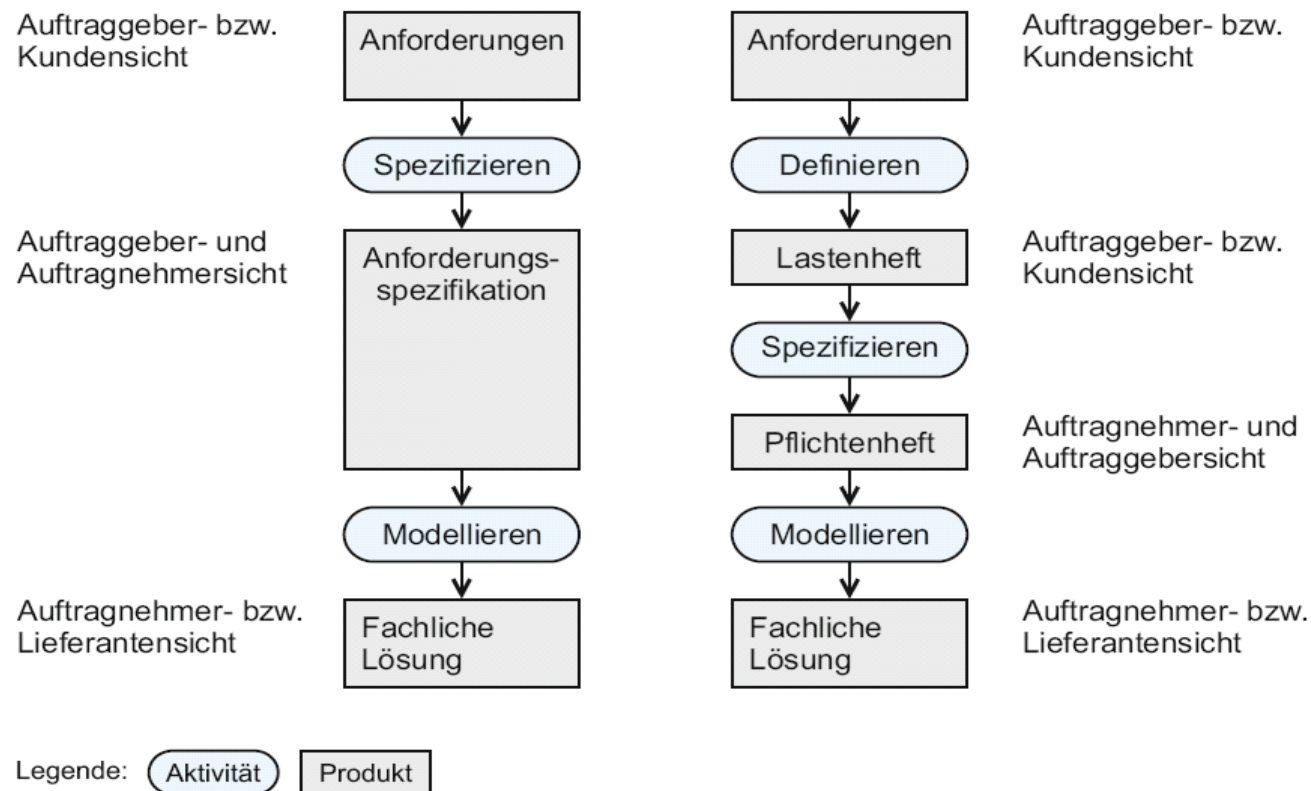 Auftraggeber- bzw.
Kundensicht
Anforderungen
Anforderungen
Auftraggeber- bzw.
Kundensicht
Spezifizieren
Definieren
Auftraggeber- und
Auftragnehmersicht
Anforderungs-
spezifikation
Lastenheft
Auftraggeber- bzw.
Kundensicht
Spezifizieren
Pflichtenheft
Auftragnehmer- und
Auftraggebersicht
Modellieren
Modellieren
Auftragnehmer- bzw.
Lieferantensicht
Fachliche
Lösung
Fachliche
Lösung
Auftragnehmer- bzw.
Lieferantensicht
Legende:
Aktivität
Produkt